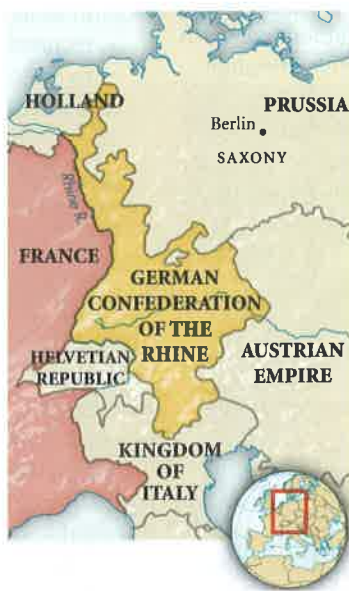 HOLLAND
PRUSSIA
Berlin
SAXONY
Rhine R.
FRANCE
GERMAN
CONFEDERATION
OF THE
RHINE
HELVETIAN
REPUBLIC
AUSTRIAN
EMPIRE
KINGDOM
OF
ITALY